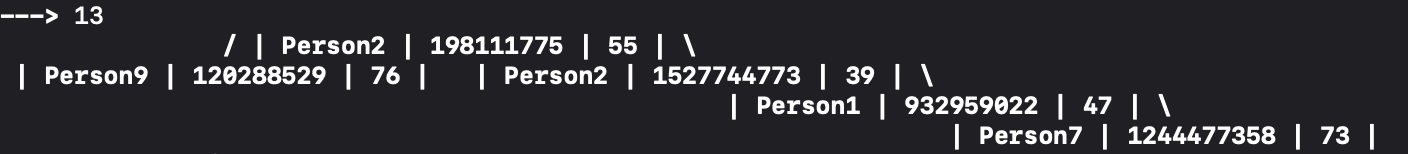 ---> 13
/ | Person2 | 198111775 | 55 | \
| Person9 | 120288529 | 76 | | Person2 | 1527744773 | 39 | \
| Person1 | 932959022 | 47 | \
| Person7 | 1244477358 | 73 |